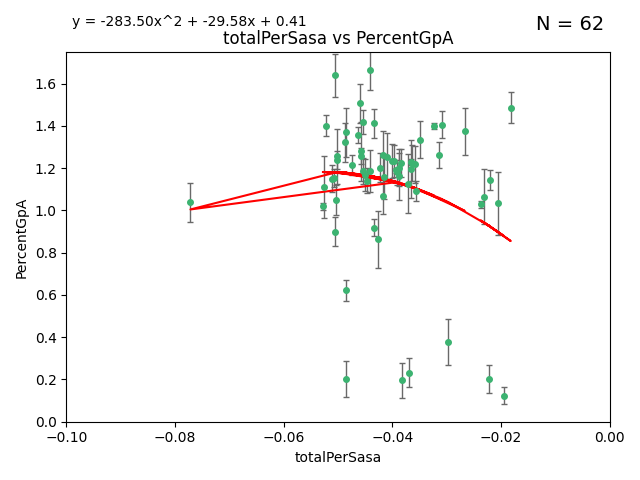 y = -283.50x^2 + -29.58x + 0.41
N = 62
totalPerSasa vs PercentGpA
PercentGpA
1.6
1.4
1.2
1.0
0.8
0.6
0.4
0.2
0.0
−0.10 −0.08 −0.06 −0.04 −0.02 0.00
totalPerSasa